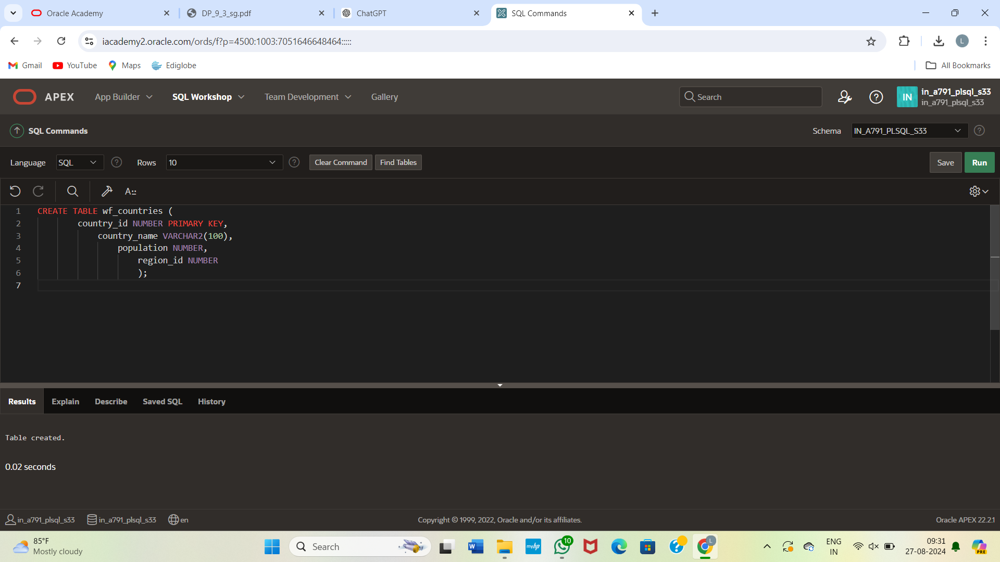 Oracle Academy
DP_9_3_sg.pdf
ChatGPT
SQL Commands
iacademy2.oracle.com/ords/f?p=4500:1003:7051646648464:::::
L
Gmail
YouTube
Maps
Ediglobe
All Bookmarks
APEX
App Builder
SQL Workshop
Team Development
Gallery
Search
IN
in_a791_plsql_s33
in_a791_plsql_s33
SQL Commands
Schema
IN_A791_PLSQL_S33
Language
SQL
Rows
10
Clear Command
Find Tables
Save
Run
A::
1 CREATE TABLE wf_countries (
2 country_id NUMBER PRIMARY KEY,
3 country_name VARCHAR2(100),
4 population NUMBER,
5 region_id NUMBER
6 );
7
Results
Explain
Describe
Saved SQL
History
Table created.
0.02 seconds
in_a791_plsql_s33
in_a791_plsql_s33
en
Copyright © 1999, 2022, Oracle and/or its affiliates.
Oracle APEX 22.2.1
85°F
Mostly cloudy
Search
W
myhp
10
L
ENG
IN
09:31
27-08-2024
PRE